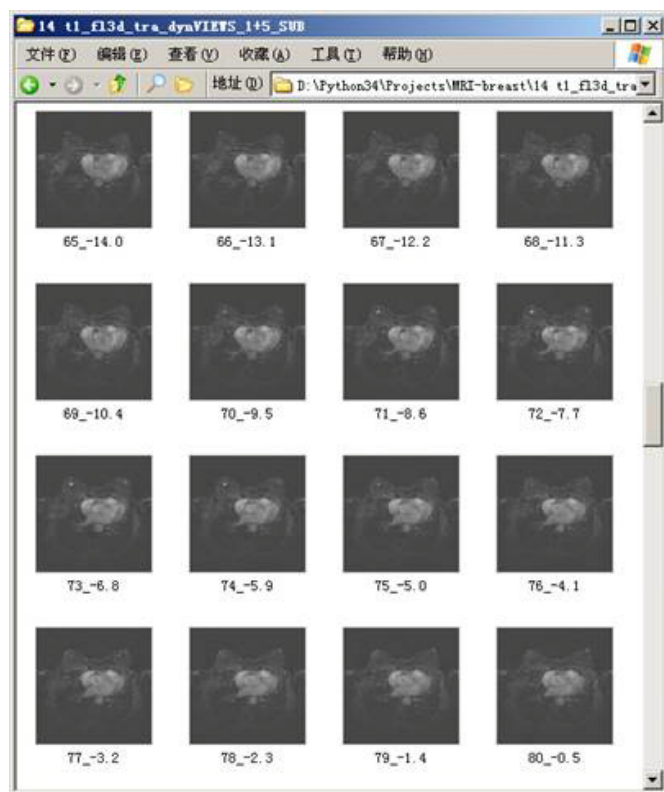 14 t1_fl3d_tra_dynVIEWS_1+5_SUB
文件(F) 编辑(E) 查看(V) 收藏(A) 工具(T) 帮助(H)
地址(D) D:\Python34\Projects\MRI-breast\14 t1_fl3d_tra
65_-14.0 66_-13.1 67_-12.2 68_-11.3
69_-10.4 70_-9.5 71_-8.6 72_-7.7
73_-6.8 74_-5.9 75_-5.0 76_-4.1
77_-3.2 78_-2.3 79_-1.4 80_-0.5